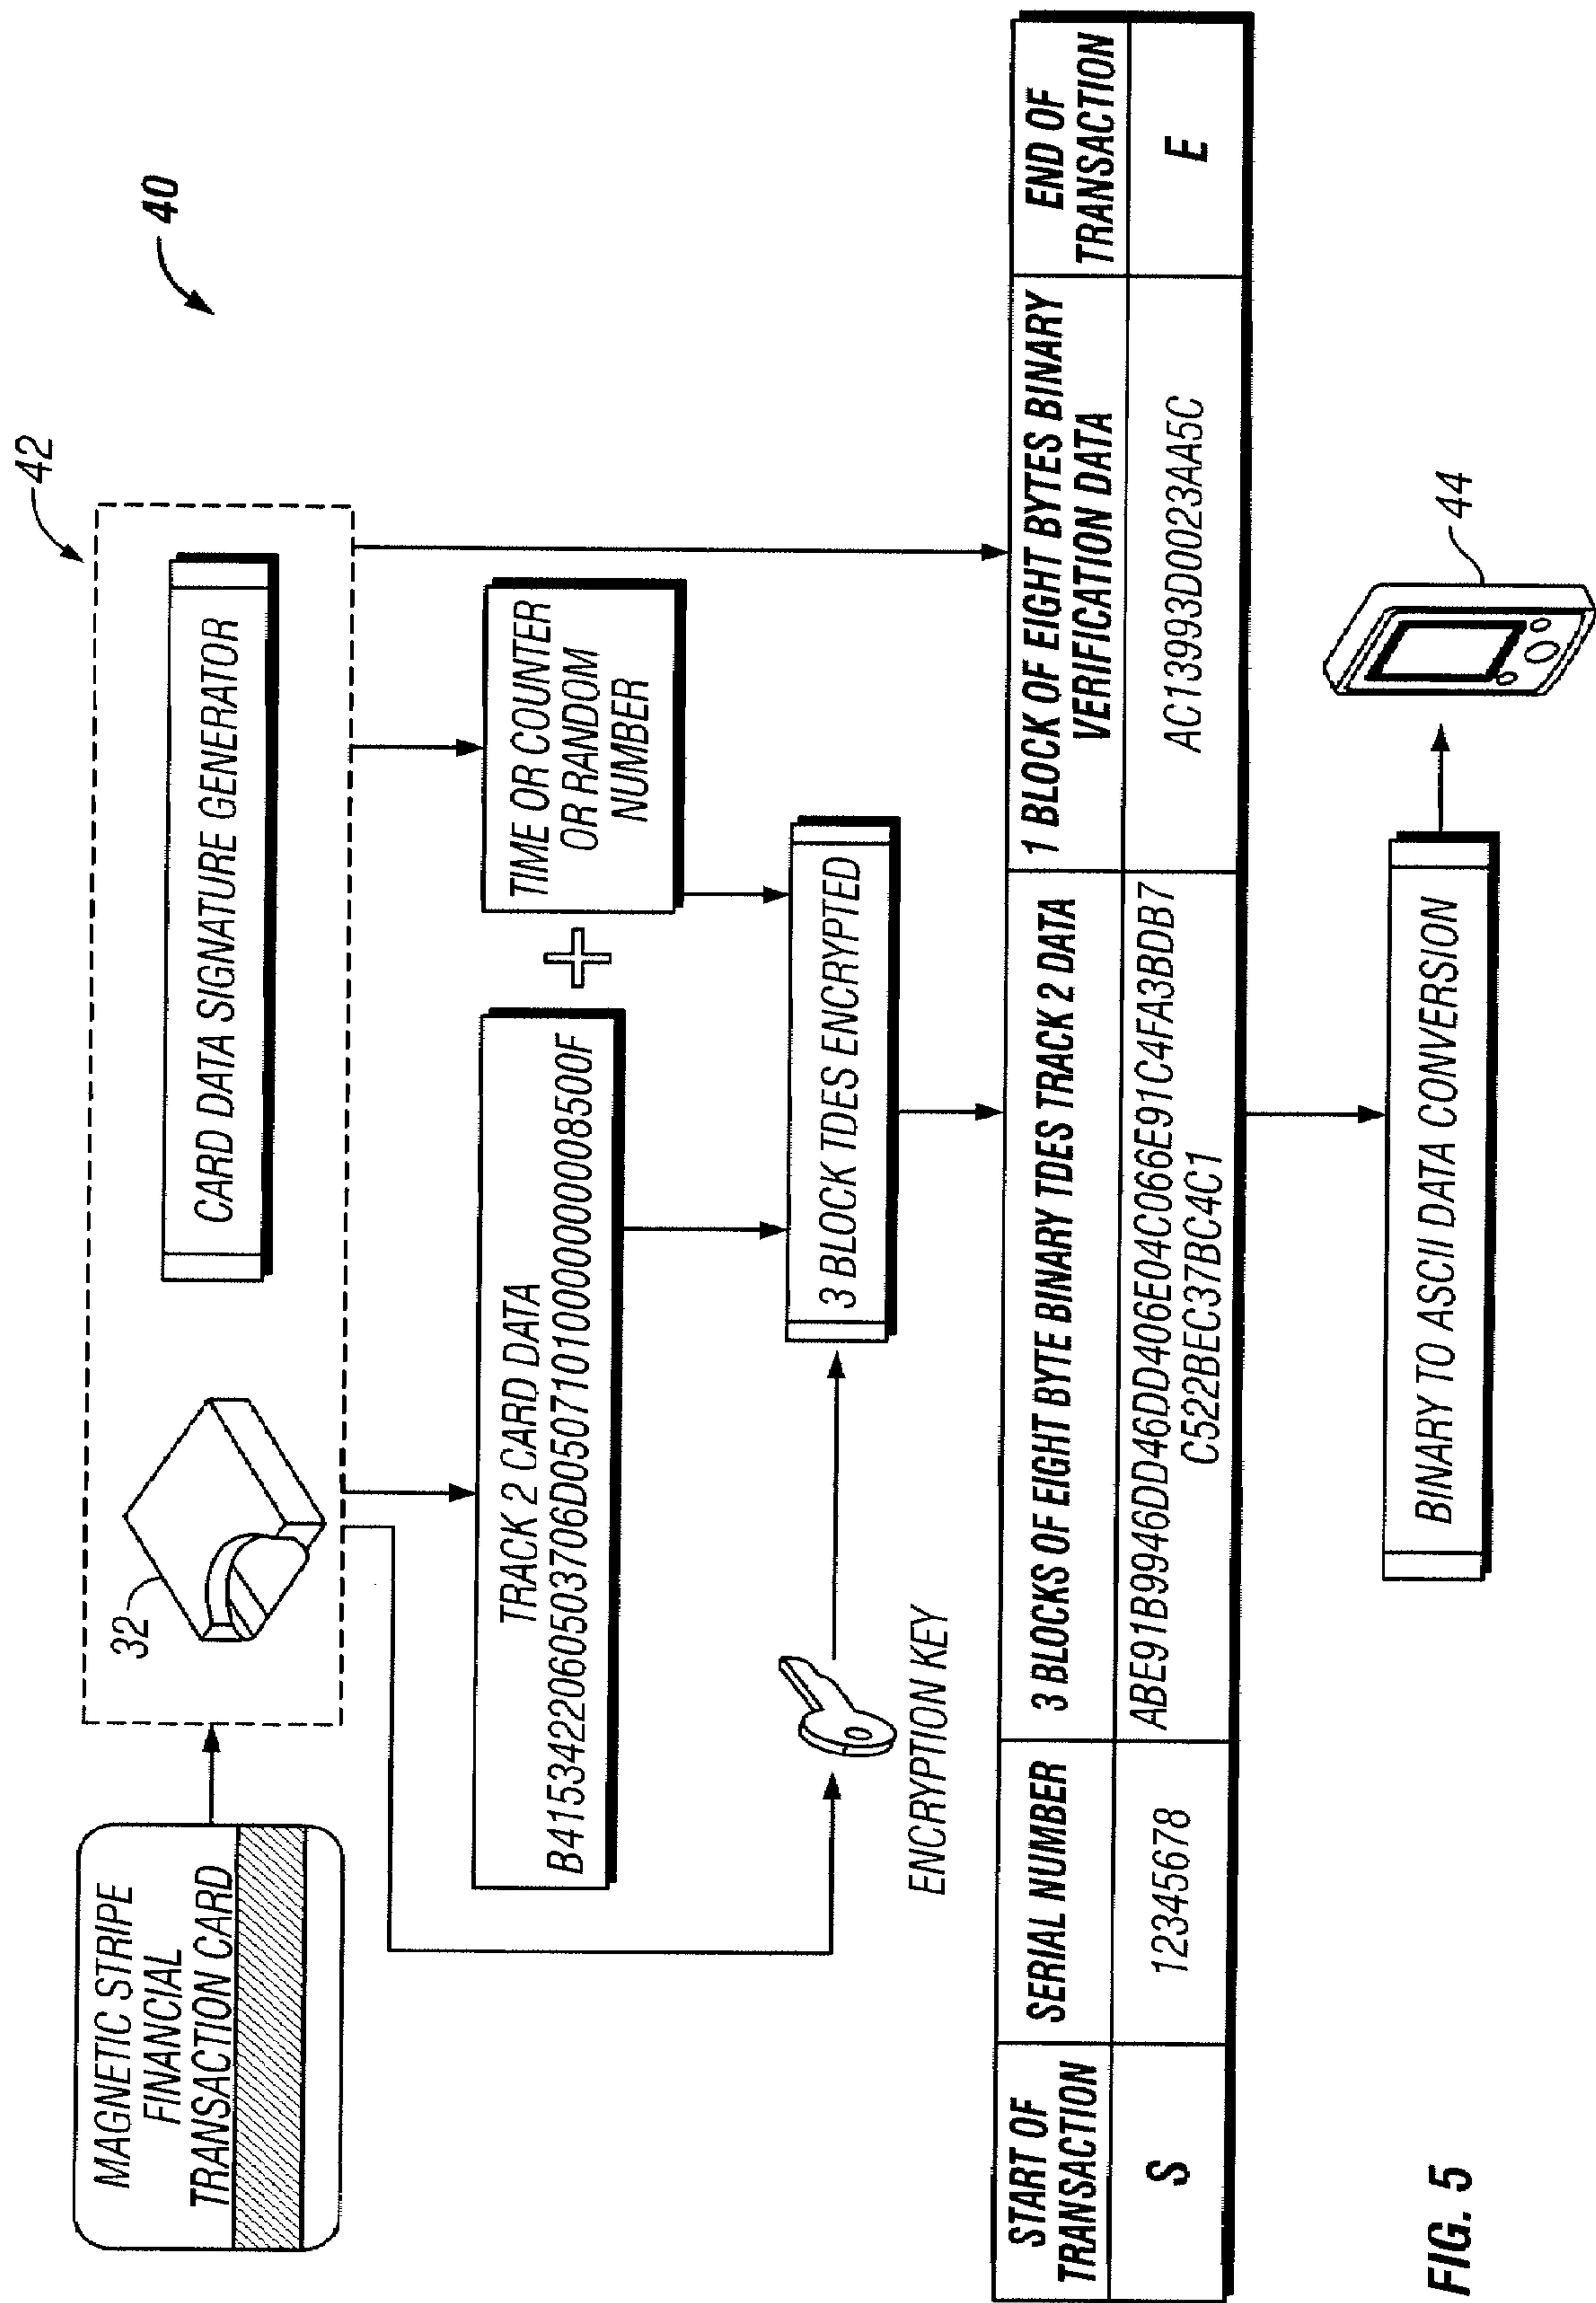 40
42
MAGNETIC STRIPE
FINANCIAL
TRANSACTION CARD
32
CARD DATA SIGNATURE GENERATOR
TRACK 2 CARD DATA
B4153422060503706D050710100000008500F
TIME OR COUNTER
OR RANDOM
NUMBER
3 BLOCK TDES ENCRYPTED
ENCRYPTION KEY
START OF
TRANSACTION
SERIAL NUMBER
3 BLOCKS OF EIGHT BYTE BINARY TDES TRACK 2 DATA
1 BLOCK OF EIGHT BYTES BINARY
VERIFICATION DATA
END OF
TRANSACTION
S
12345678
ABE91B9946DD46DD406E04C066E91C4FA3BDB7
C522BEC37BC4C1
AC13993D0023AA5C
E
BINARY TO ASCII DATA CONVERSION
44
FIG. 5